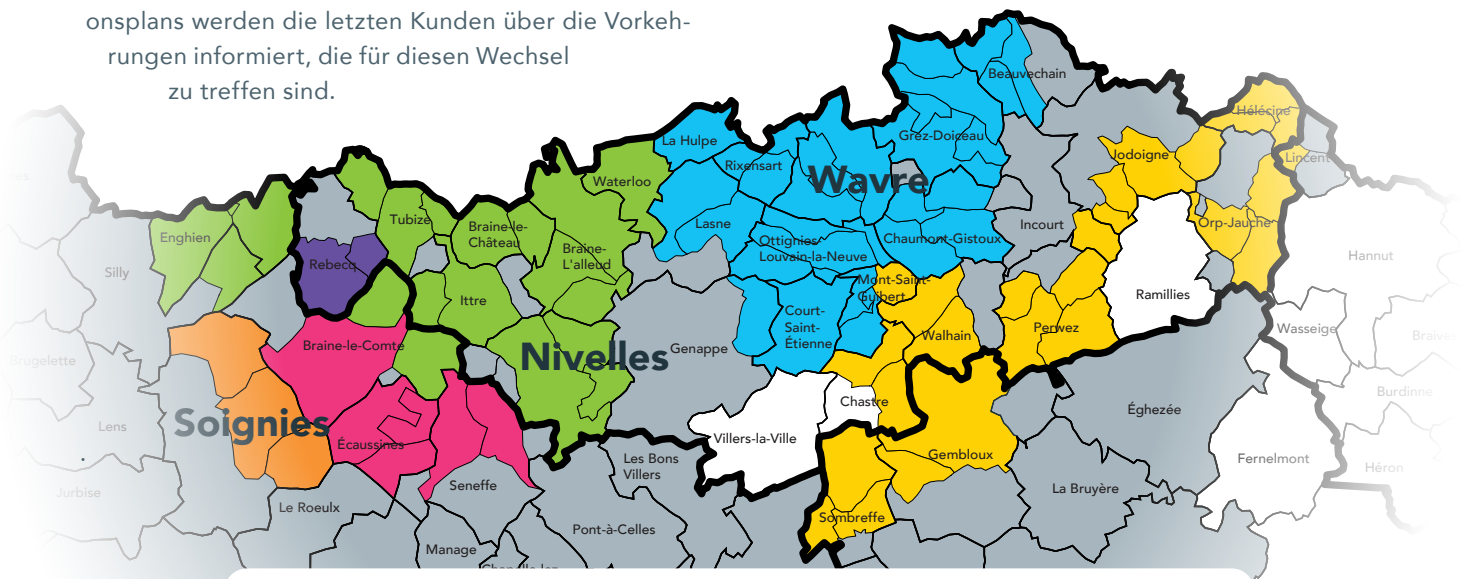 onsplans werden die letzten Kunden über die Vorkeh-
rungen informiert, die für diesen Wechsel
zu treffen sind.
Beauvechain
Hélécine
La Hulpe
Grez-Doiceau
Jodoigne
Lincent
Rixensart
Wavre
Waterloo
Enghien
Tubize
Braine-le-
Château
Lasne
Incourt
Orp-Jauche
Ottignies-
Louvain-la-Neuve
Chaumont-Gistoux
Braine-
L'alleud
Hannut
Silly
Rebecq
Mont-Saint-
Guibert
Ramillies
Ittre
Court-
Saint-
Étienne
Walhain
Perwez
Wasseige
Braine-le-Comte
Nivelles
Genappe
Brugelette
Burdinne
Chastre
Éghezée
Soignies
Lens
Écaussines
Villers-la-Ville
Les Bons
Villers
Gembloux
Fernelmont
Héron
Jurbise
Seneffe
La Bruyère
Le Roeulx
Sombreffe
Pont-à-Celles
Manage